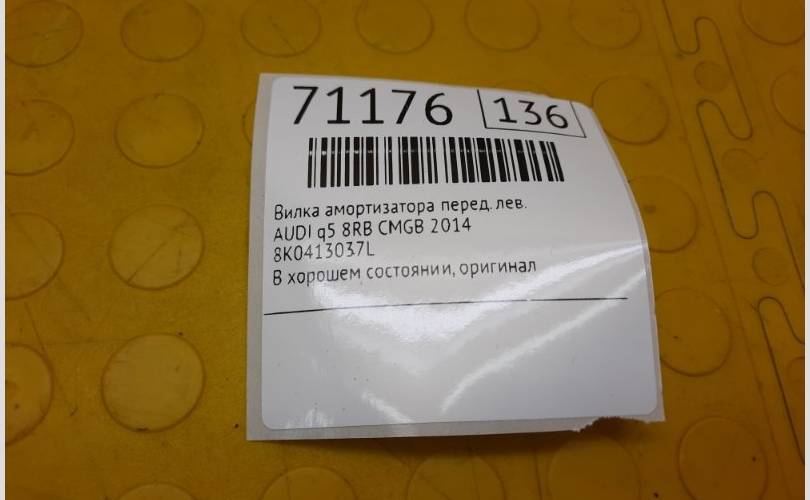 71176 136
Вилка амортизатора перед. лев.
AUDI q5 8RB CMGB 2014
8K0413037L
В хорошем состоянии, оригинал